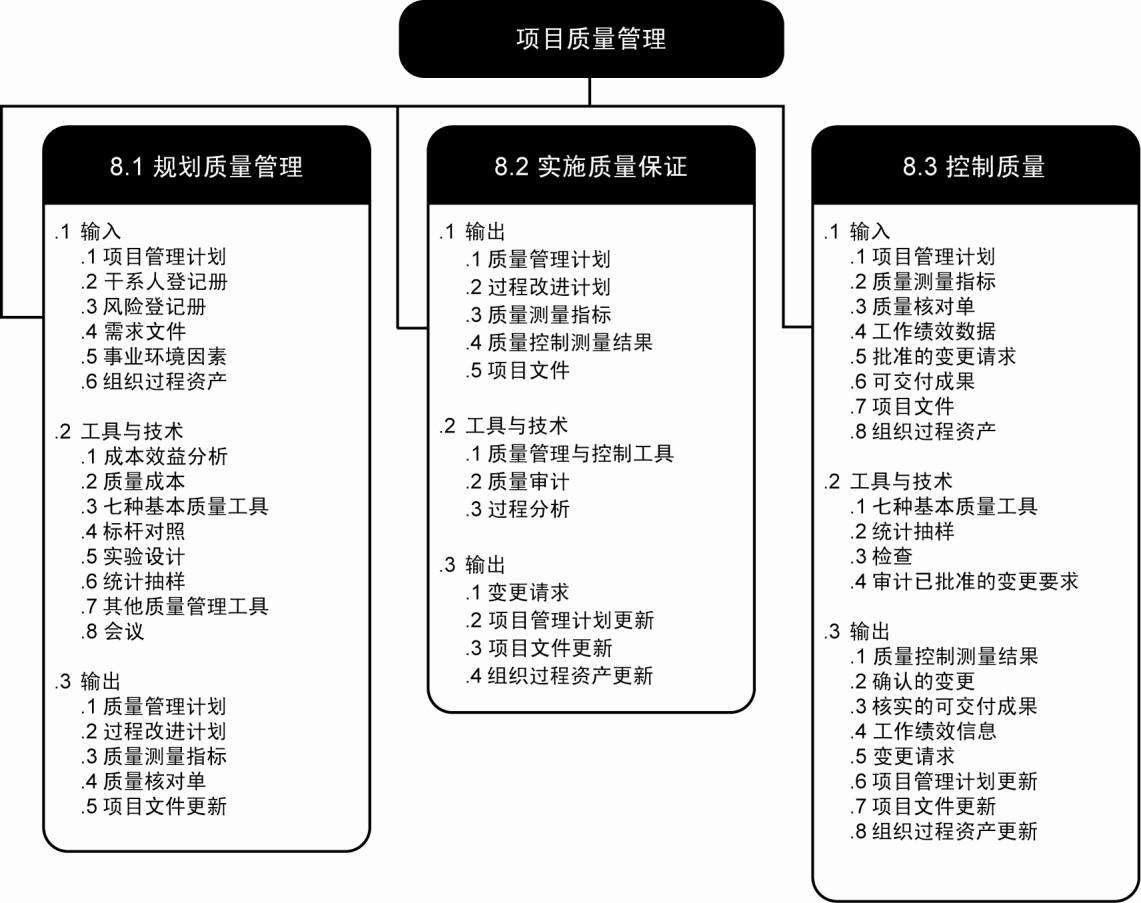 项目质量管理
8.1 规划质量管理
.1 输入
.1 项目管理计划
.2 干系人登记册
.3 风险登记册
.4 需求文件
.5 事业环境因素
.6 组织过程资产
.2 工具与技术
.1 成本效益分析
.2 质量成本
.3 七种基本质量工具
.4 标杆对照
.5 实验设计
.6 统计抽样
.7 其他质量管理工具
.8 会议
.3 输出
.1 质量管理计划
.2 过程改进计划
.3 质量测量指标
.4 质量核对单
.5 项目文件更新
8.2 实施质量保证
.1 输出
.1 质量管理计划
.2 过程改进计划
.3 质量测量指标
.4 质量控制测量结果
.5 项目文件
.2 工具与技术
.1 质量管理与控制工具
.2 质量审计
.3 过程分析
.3 输出
.1 变更请求
.2 项目管理计划更新
.3 项目文件更新
.4 组织过程资产更新
8.3 控制质量
.1 输入
.1 项目管理计划
.2 质量测量指标
.3 质量核对单
.4 工作绩效数据
.5 批准的变更请求
.6 可交付成果
.7 项目文件
.8 组织过程资产
.2 工具与技术
.1 七种基本质量工具
.2 统计抽样
.3 检查
.4 审计已批准的变更要求
.3 输出
.1 质量控制测量结果
.2 确认的变更
.3 核实的可交付成果
.4 工作绩效信息
.5 变更请求
.6 项目管理计划更新
.7 项目文件更新
.8 组织过程资产更新